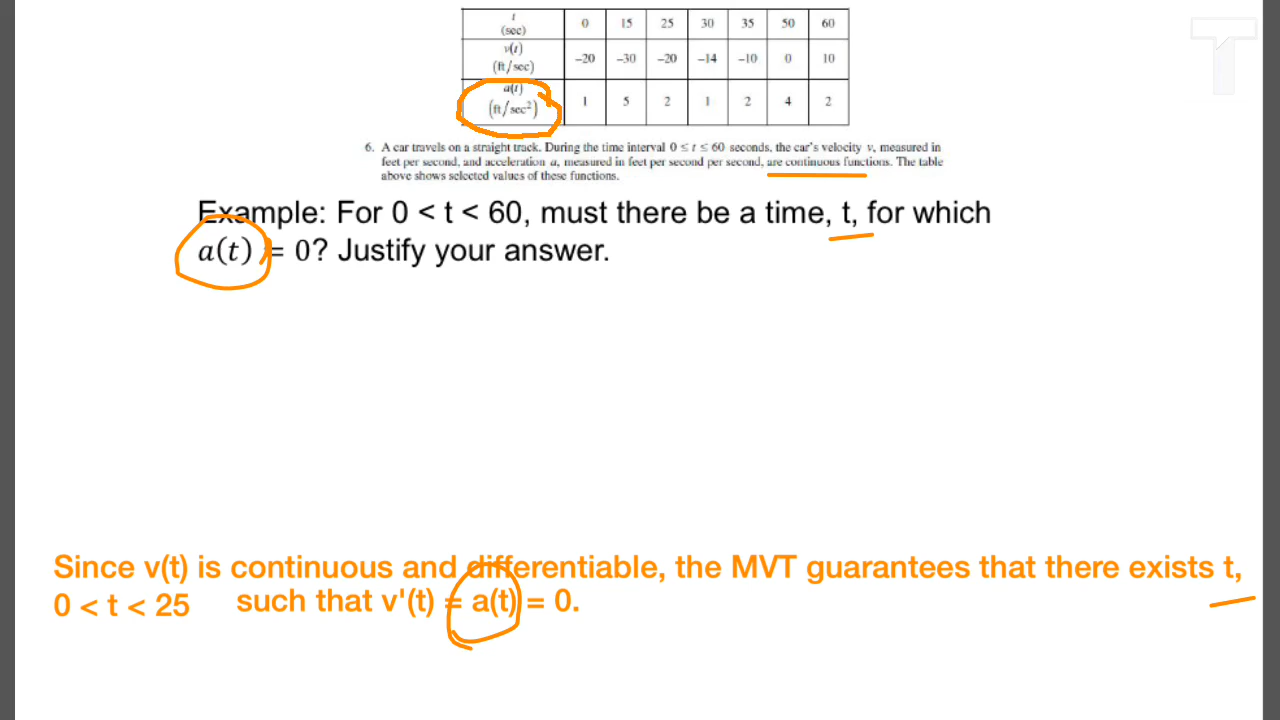 t 0 15 25 30 35 50 60
(sec)
v(t) -20 -30 -20 -14 -10 0 10
(ft/sec)
a(t) 1 5 2 1 2 4 2
(ft/sec²)
6. A car travels on a straight track. During the time interval 0 ≤ t ≤ 60 seconds, the car's velocity v, measured in
feet per second, and acceleration a, measured in feet per second per second, are continuous functions. The table
above shows selected values of these functions.
Example: For 0 < t < 60, must there be a time, t, for which
a(t) = 0? Justify your answer.
Since v(t) is continuous and differentiable, the MVT guarantees that there exists t,
0 < t < 25 such that v'(t) = a(t) = 0.
T